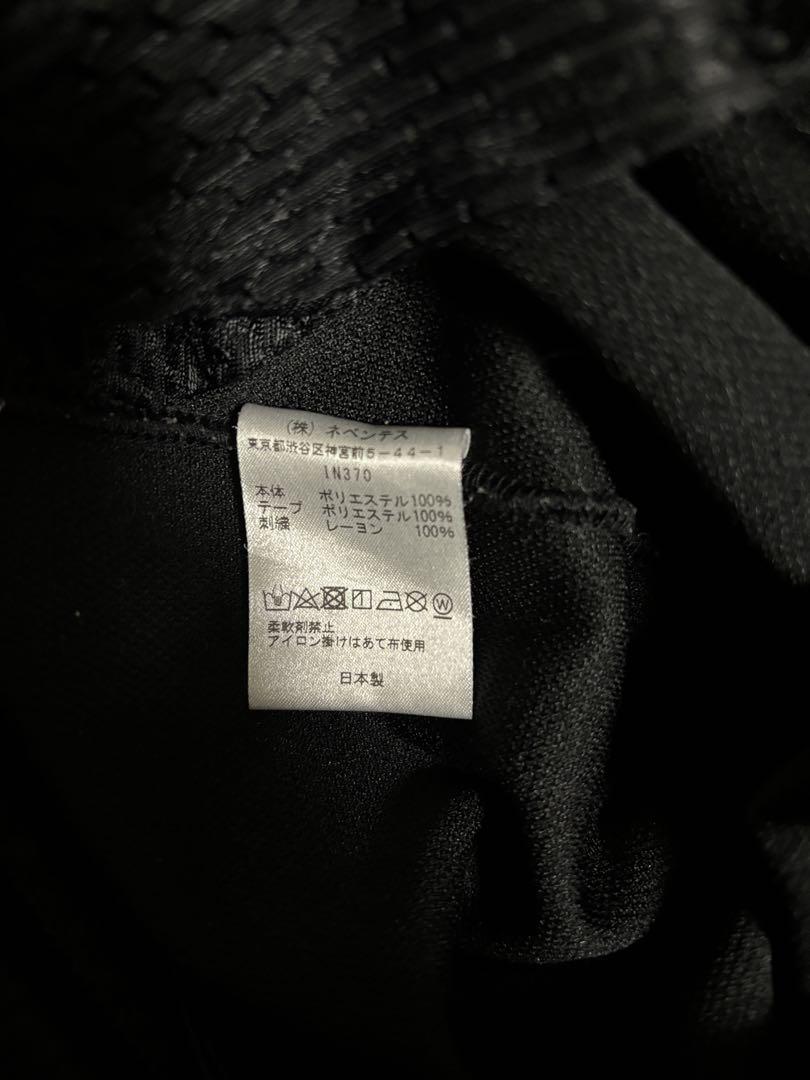 (株) ネペンテス
東京都渋谷区神宮前5-44-1
IN370
本体 ポリエステル100%
テープ ポリエステル100%
刺繍 レーヨン 100%
W
柔軟剤禁止
アイロン掛けはあて布使用
日本製